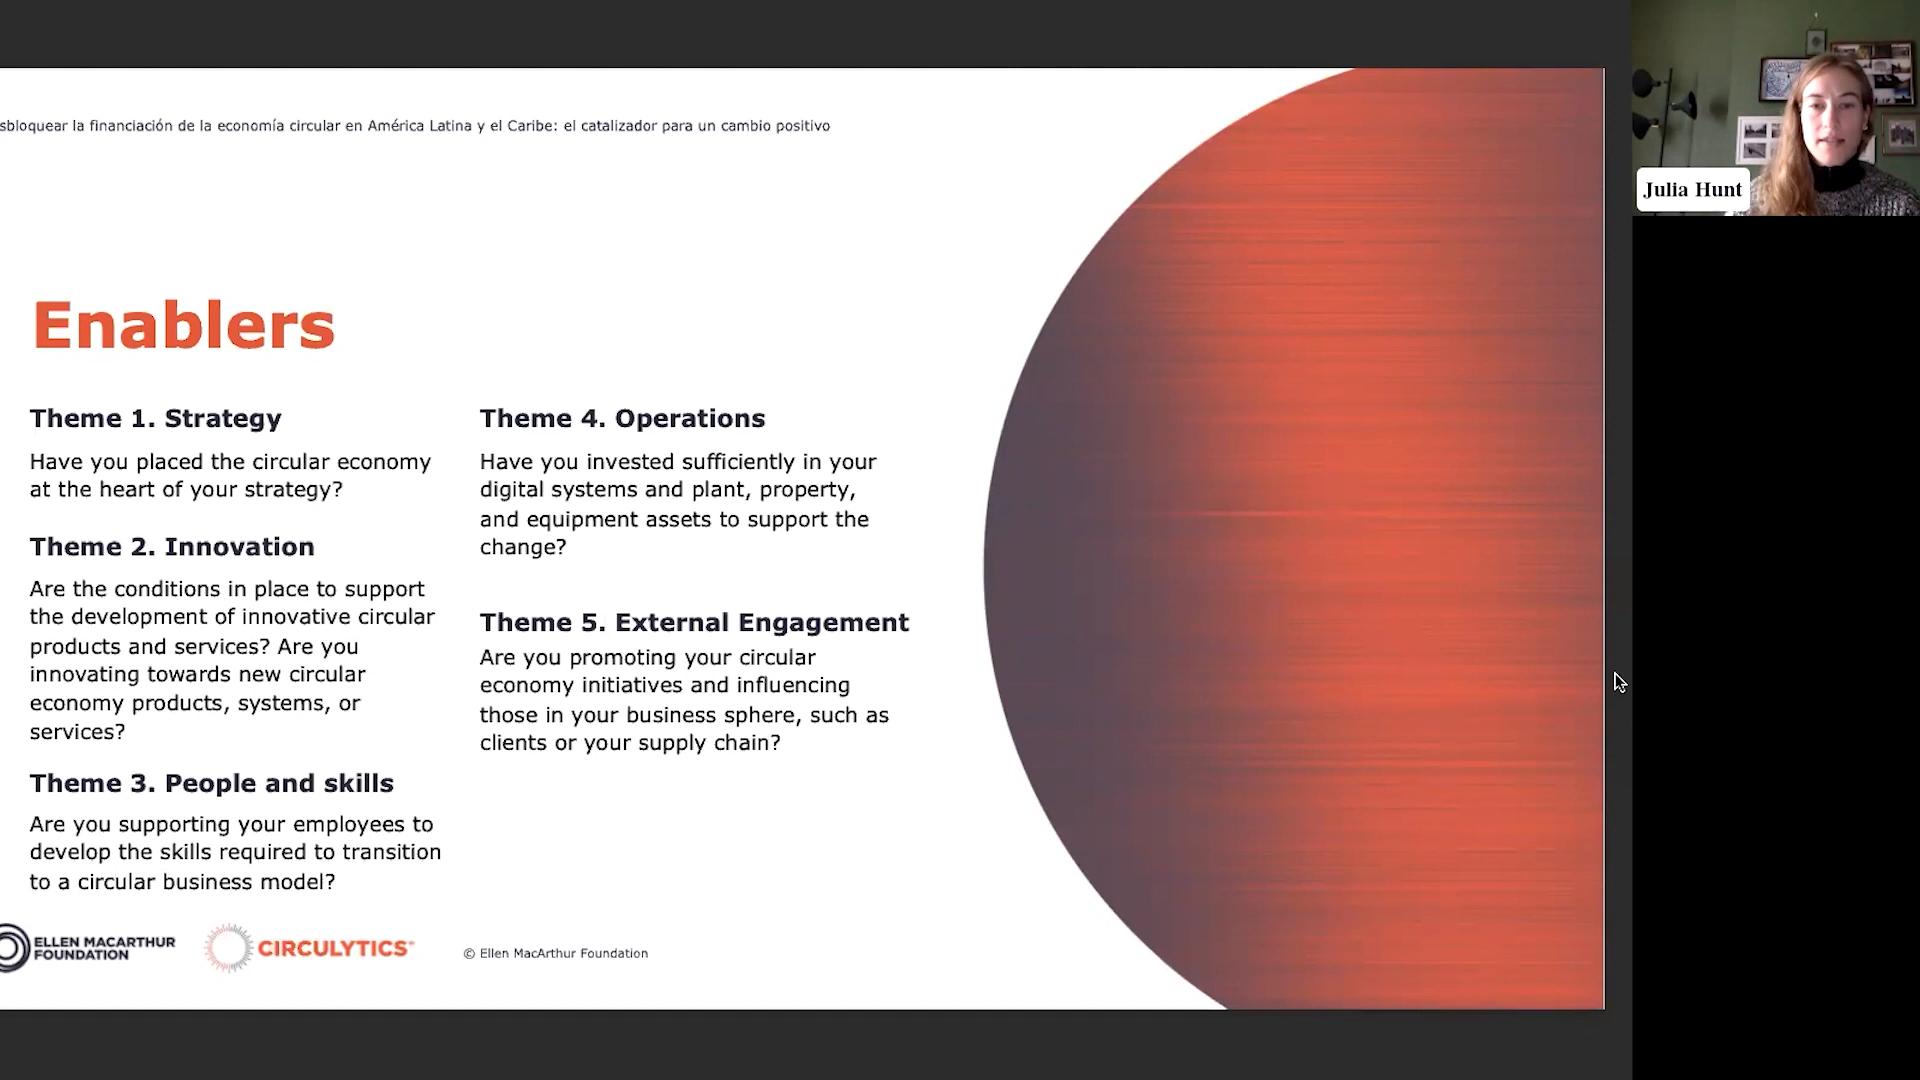 sbloquear la financiación de la economía circular en América Latina y el Caribe: el catalizador para un cambio positivo
Enablers
Theme 1. Strategy
Have you placed the circular economy
at the heart of your strategy?
Theme 2. Innovation
Are the conditions in place to support
the development of innovative circular
products and services? Are you
innovating towards new circular
economy products, systems, or
services?
Theme 3. People and skills
Are you supporting your employees to
develop the skills required to transition
to a circular business model?
Theme 4. Operations
Have you invested sufficiently in your
digital systems and plant, property,
and equipment assets to support the
change?
Theme 5. External Engagement
Are you promoting your circular
economy initiatives and influencing
those in your business sphere, such as
clients or your supply chain?
ELLEN MACARTHUR
FOUNDATION
CIRCULYTICS
© Ellen MacArthur Foundation
Julia Hunt